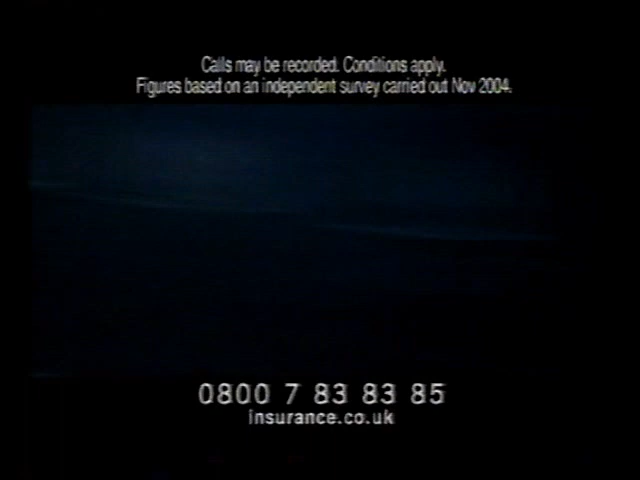 Calls may be recorded. Conditions apply.
Figures based on an independent survey carried out Nov 2004.
0800 7 83 83 85
insurance.co.uk